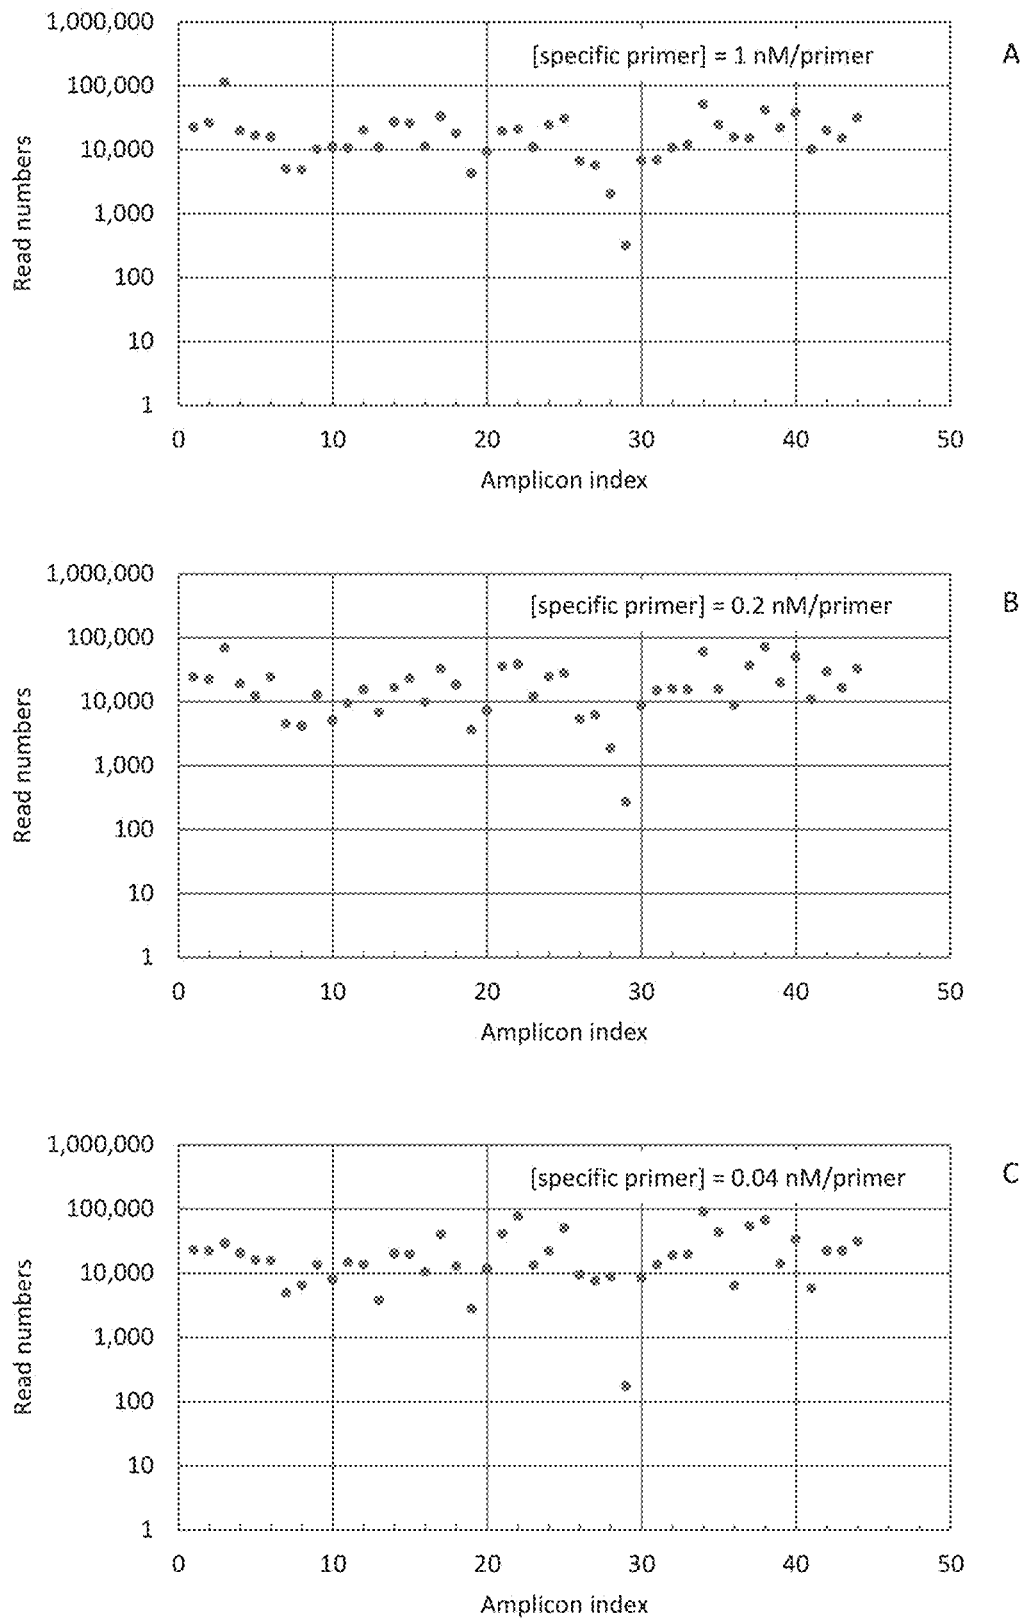 1,000,000
[specific primer] = 1 nM/primer
A
100,000
10,000
1,000
100
10
1
Read numbers
0 10 20 30 40 50
Amplicon index
1,000,000
[specific primer] = 0.2 nM/primer
B
100,000
10,000
1,000
100
10
1
Read numbers
0 10 20 30 40 50
Amplicon index
1,000,000
[specific primer] = 0.04 nM/primer
C
100,000
10,000
1,000
100
10
1
Read numbers
0 10 20 30 40 50
Amplicon index